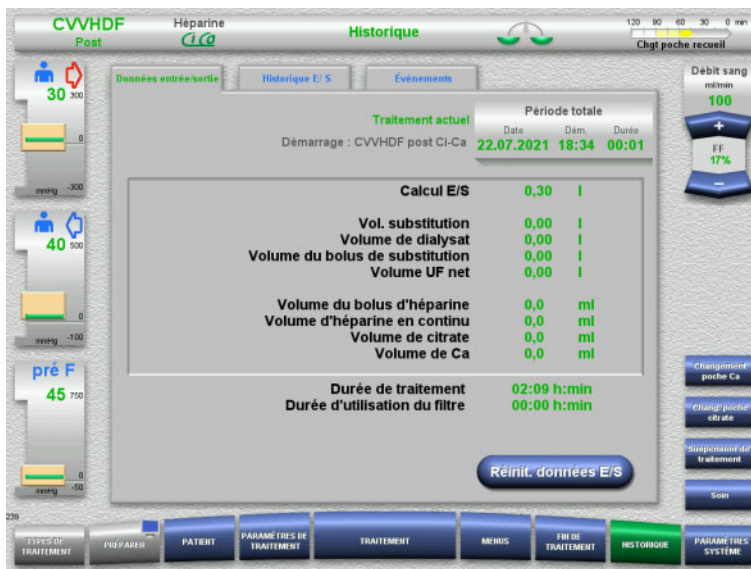 CVVHDF
Post
Héparine
Ci Ca
Historique
120 90 60 30 0 min
Chgt poche recueil
30 300
0
mmHg -300
40 500
0
mmHg -100
pré F
45 750
0
mmHg -50
Données entrée/sortie
Historique E/ S
Évènements
Traitement actuel
Démarrage : CVVHDF post Ci-Ca
Période totale
Date Dém. Durée
22.07.2021 18:34 00:01
Calcul E/S 0,30 l
Vol. substitution 0,00 l
Volume de dialysat 0,00 l
Volume du bolus de substitution 0,00 l
Volume UF net 0,00 l
Volume du bolus d'héparine 0,0 ml
Volume d'héparine en continu 0,0 ml
Volume de citrate 0,0 ml
Volume de Ca 0,0 ml
Durée de traitement 02:09 h:min
Durée d'utilisation du filtre 00:00 h:min
Réinit. données E/S
Débit sang
ml/min
100
+
FF
17%
−
Changement
poche Ca
Chang. poche
citrate
Suspension de
traitement
Soin
239
TYPES DE
TRAITEMENT
PRÉPARER
PATIENT
PARAMÈTRES DE
TRAITEMENT
TRAITEMENT
MENUS
FIN DE
TRAITEMENT
HISTORIQUE
PARAMÈTRES
SYSTÈME